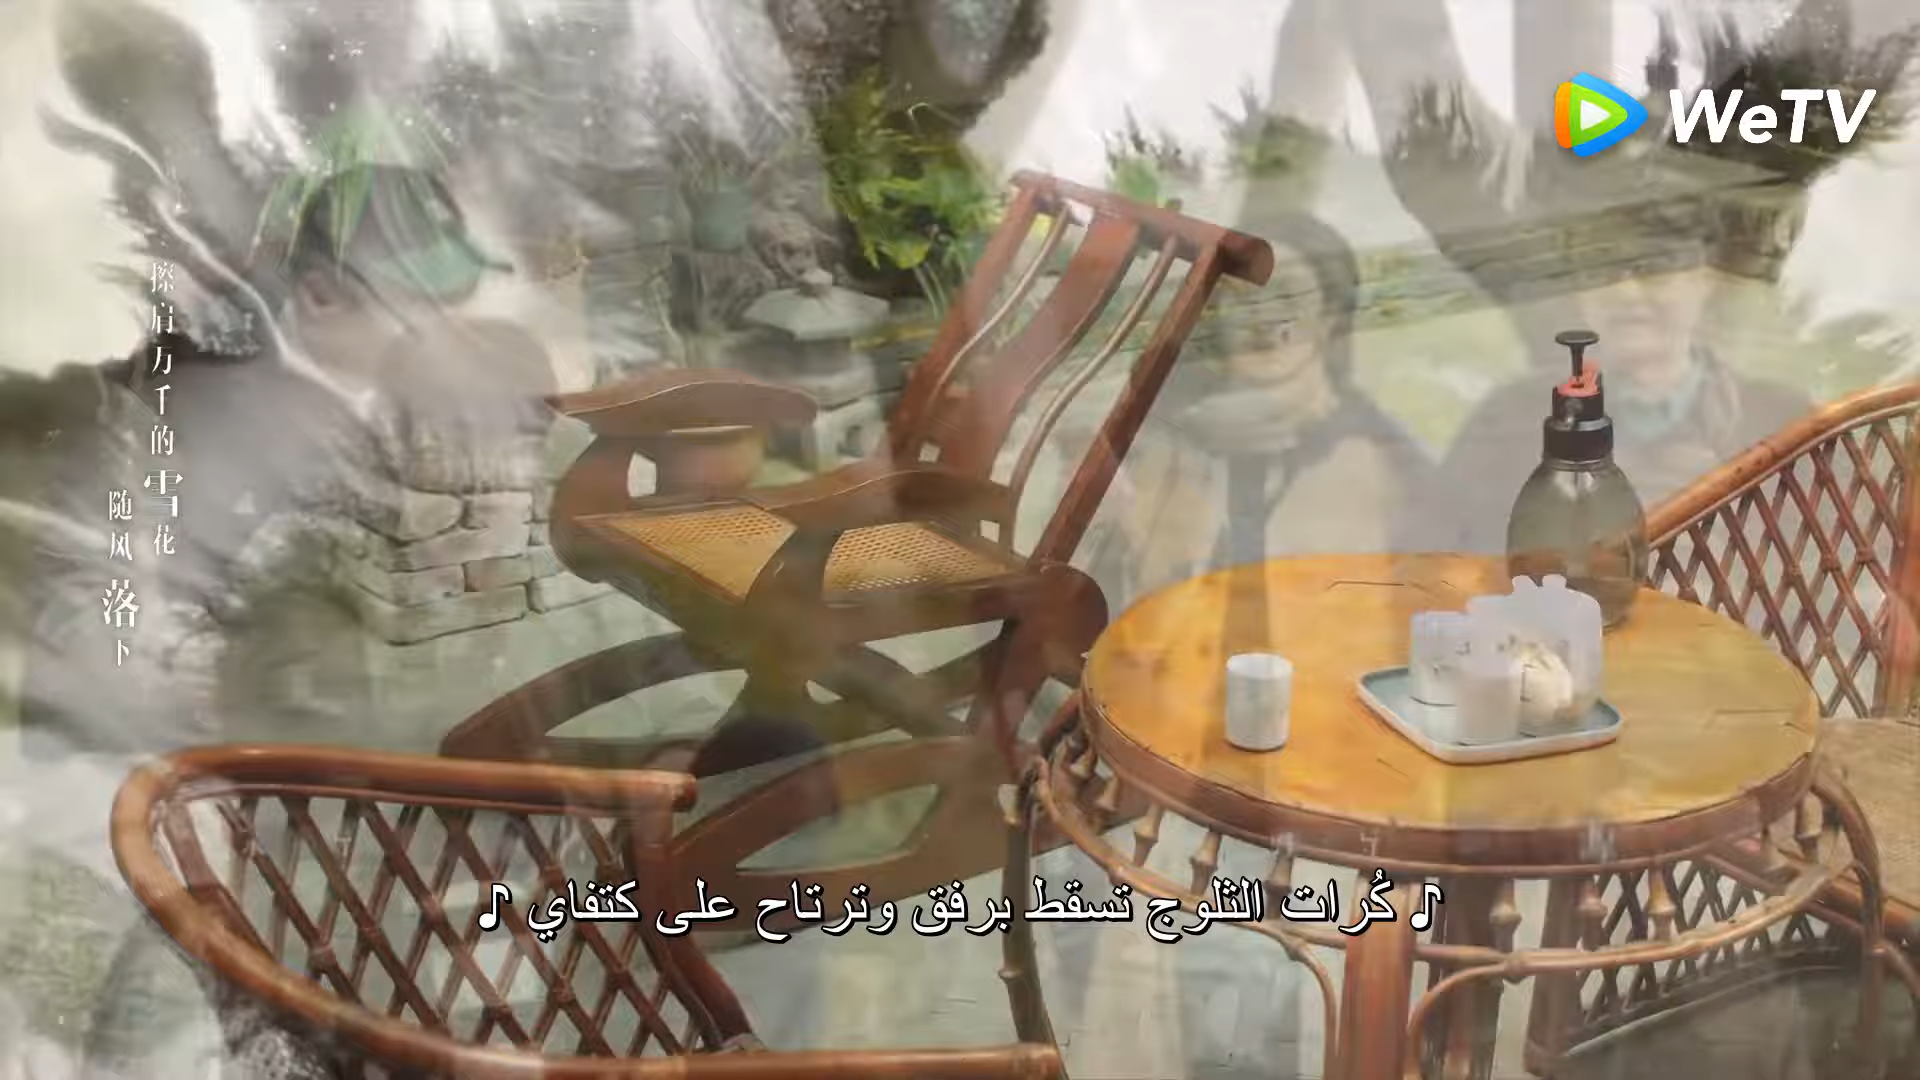 WeTV
擦肩万千的雪花
随风落下
♪ كُرات الثلوج تسقط برفق وترتاح على كتفاي ♪